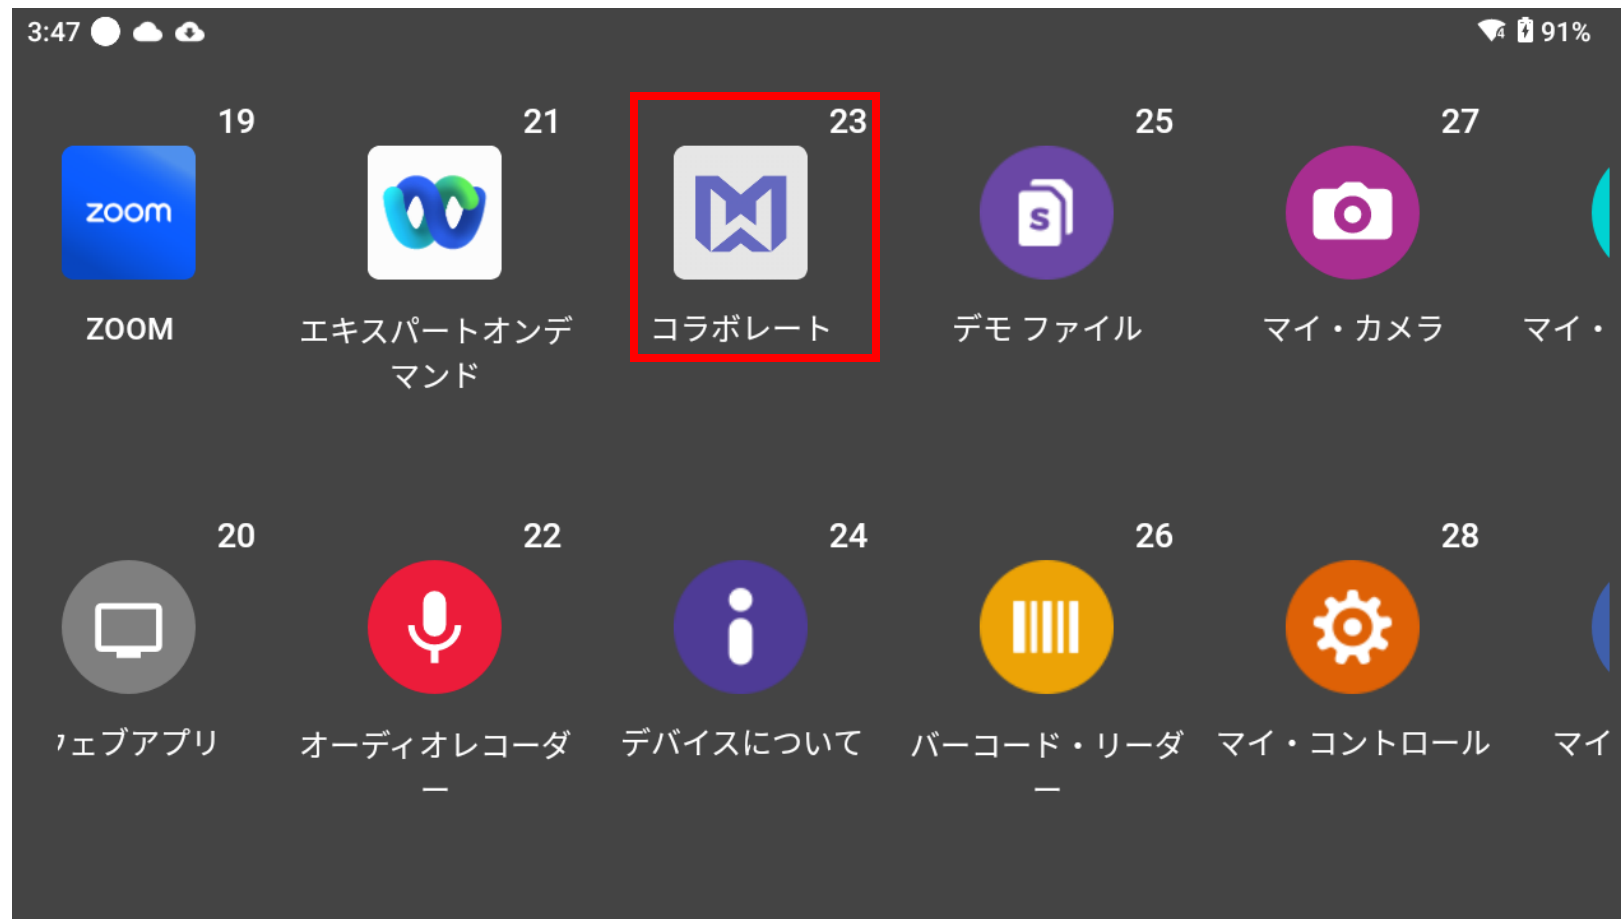 3:47
4 91%
19 21 23 25 27
zoom
S
ZOOM エキスパートオンデ コラボレート デモ ファイル マイ・カメラ マイ・
マンド
20 22 24 26 28
ェブアプリ オーディオレコーダ デバイスについて バーコード・リーダ マイ・コントロール マイ
ー ー